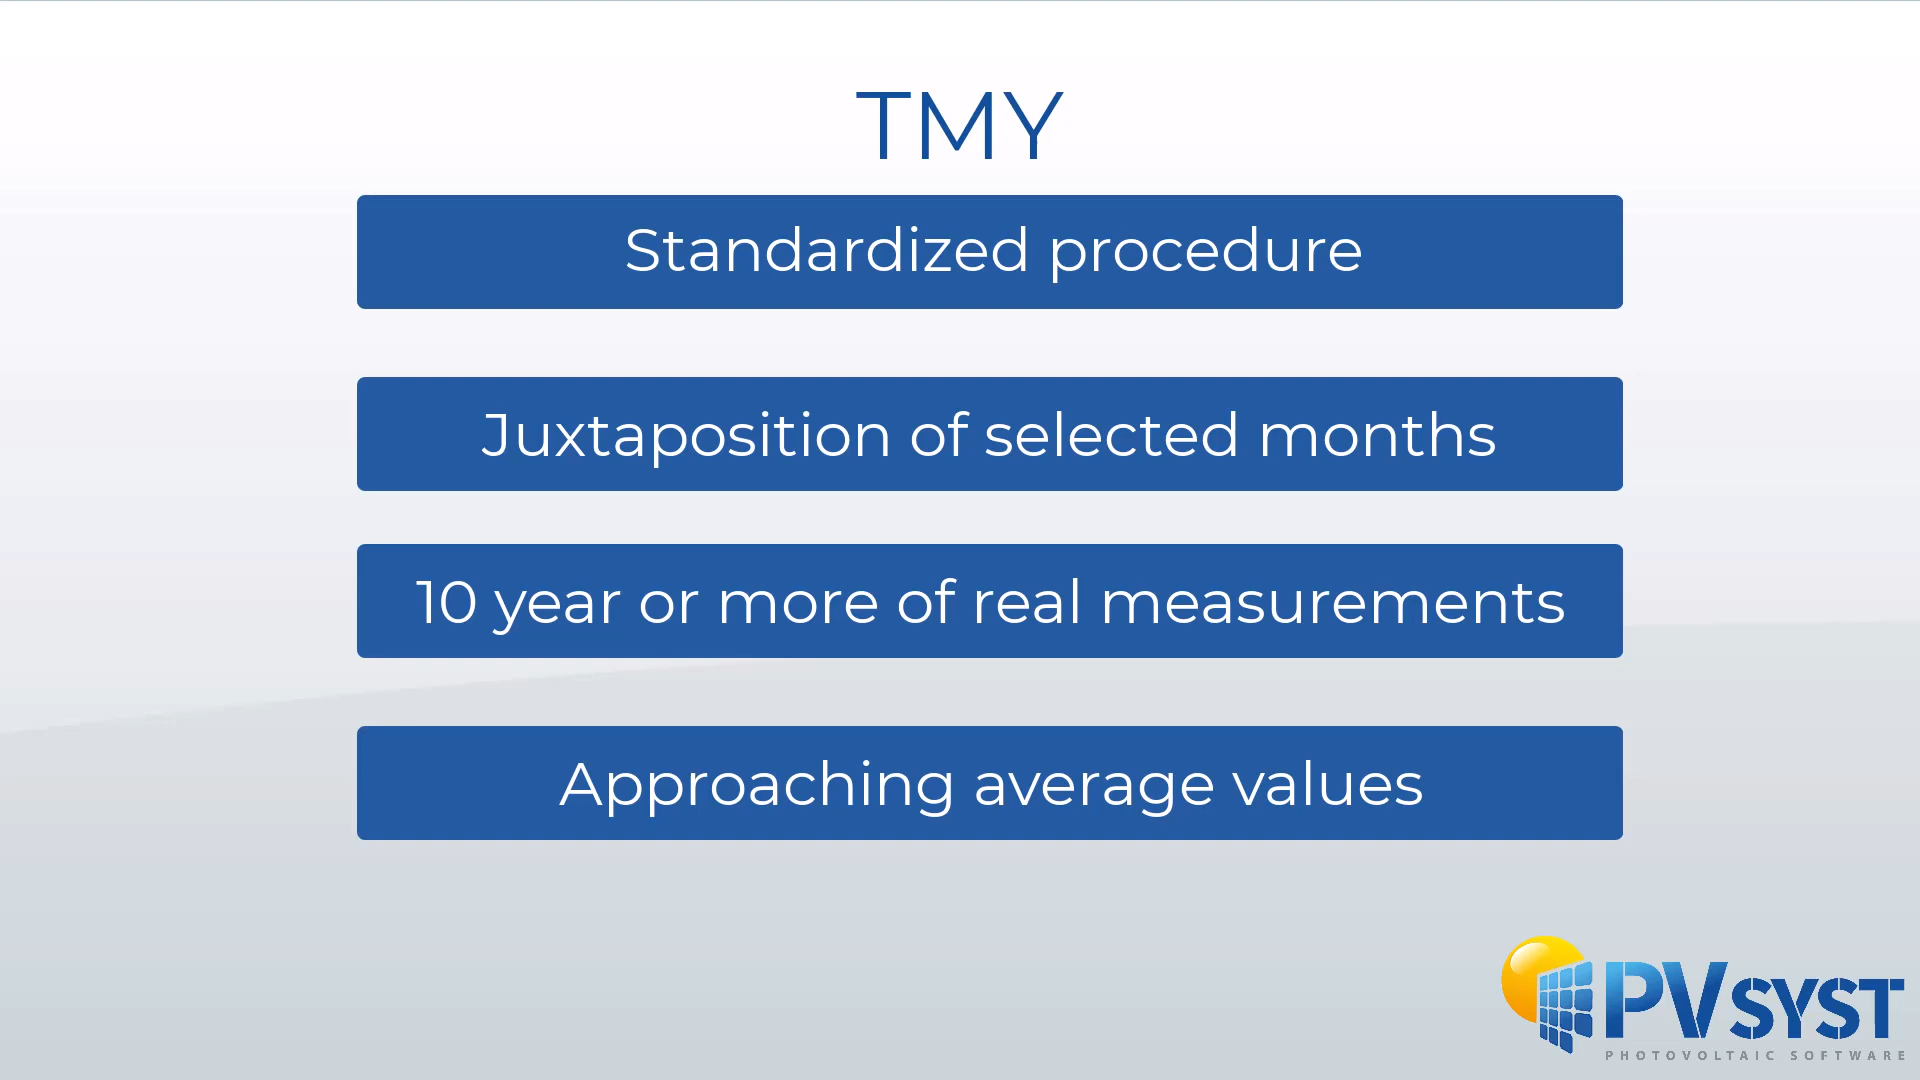 TMY
Standardized procedure
Juxtaposition of selected months
10 year or more of real measurements
Approaching average values
PVSYST
PHOTOVOLTAIC SOFTWARE